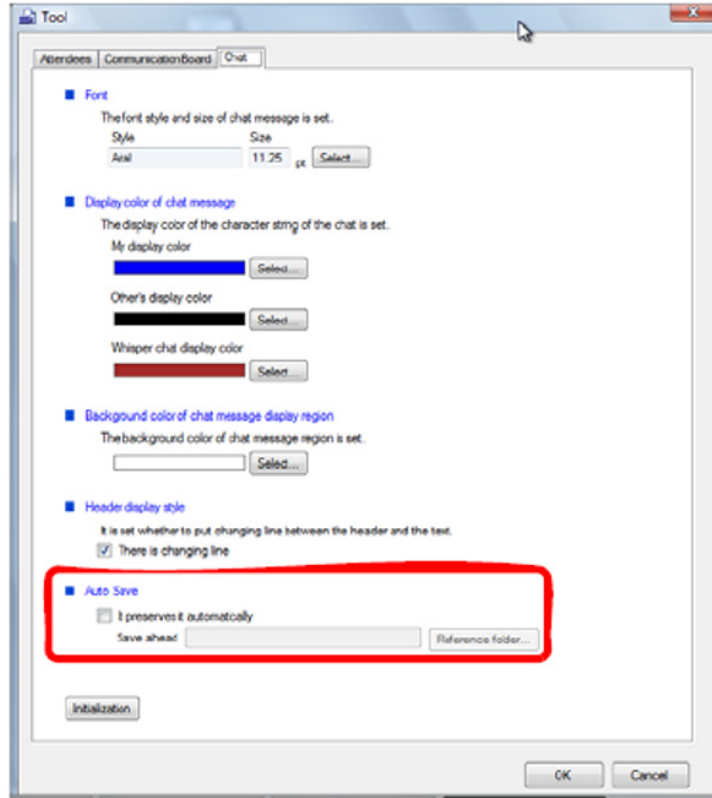 Tool
Attendees CommunicationBoard Chat
Font
The font style and size of chat message is set.
Style Size
Arial 11.25 pt Select...
Display color of chat message
The display color of the character string of the chat is set.
My display color
Select...
Other's display color
Select...
Whisper chat display color
Select...
Background color of chat message display region
The background color of chat message region is set.
Select...
Header display style
It is set whether to put changing line between the header and the text.
There is changing line
Auto Save
It preserves it automatically
Save ahead Reference folder...
Initialization
OK Cancel